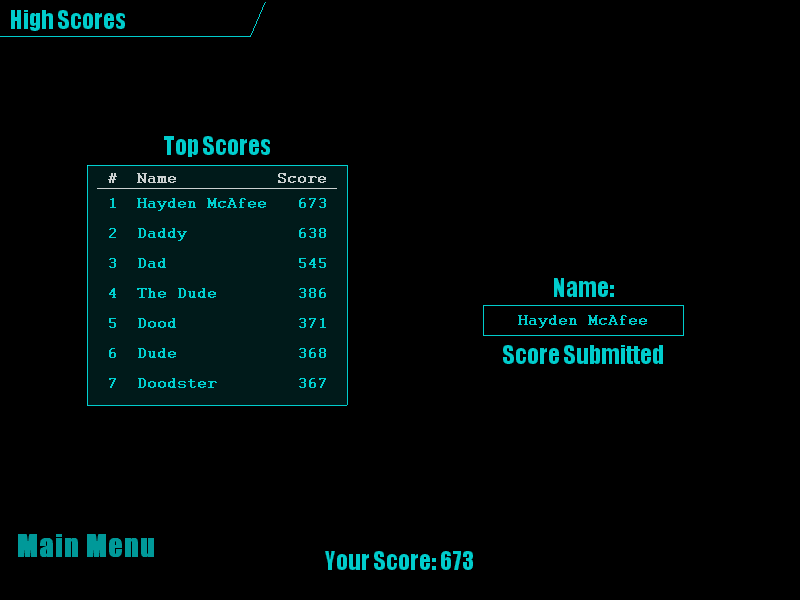 High Scores
Top Scores
# Name Score
1 Hayden McAfee 673
2 Daddy 638
3 Dad 545
4 The Dude 386
5 Dood 371
6 Dude 368
7 Doodster 367
Name:
Hayden McAfee
Score Submitted
Main Menu
Your Score: 673